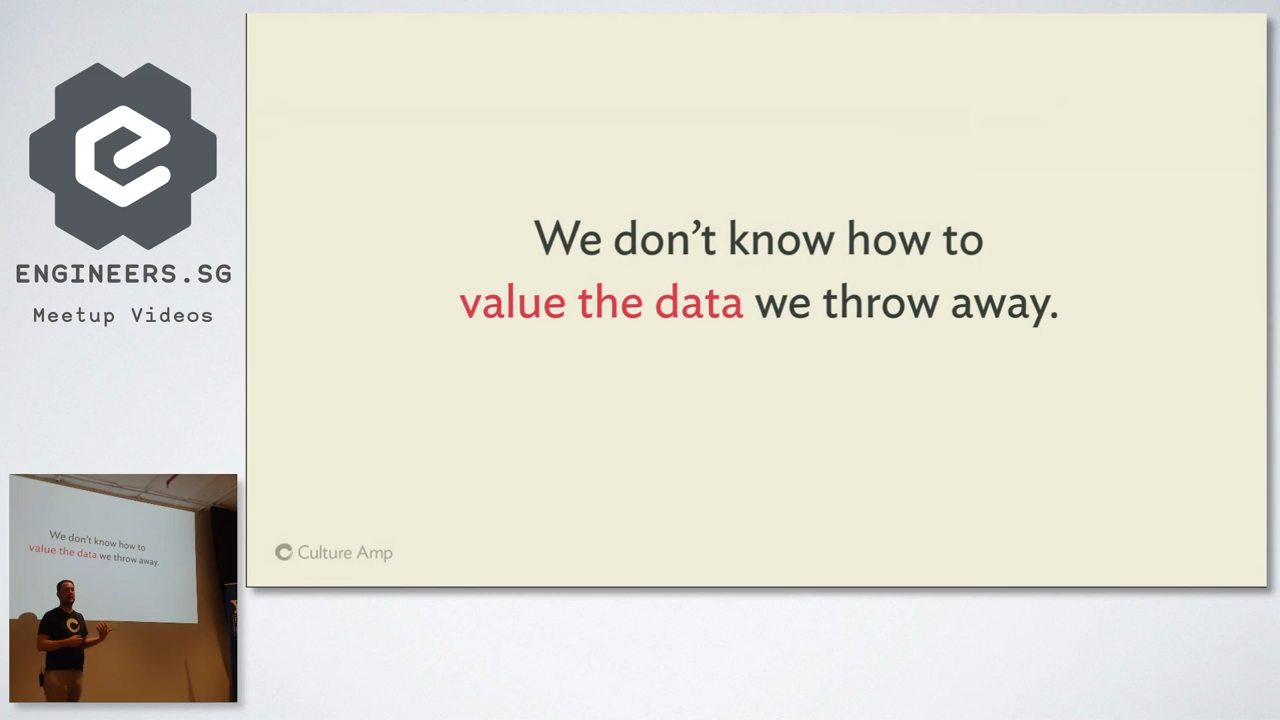 ENGINEERS.SG
Meetup Videos
We don't know how to
value the data we throw away.
Culture Amp
We don't know how to
value the data we throw away.